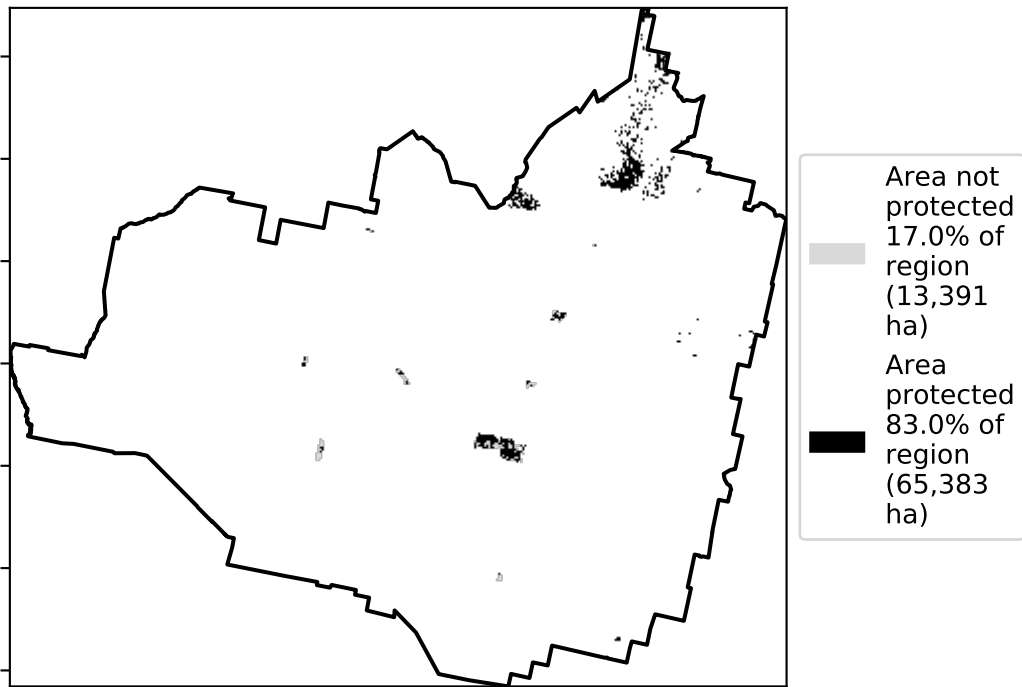 Area not
protected
17.0% of
region
(13,391
ha)
Area
protected
83.0% of
region
(65,383
ha)